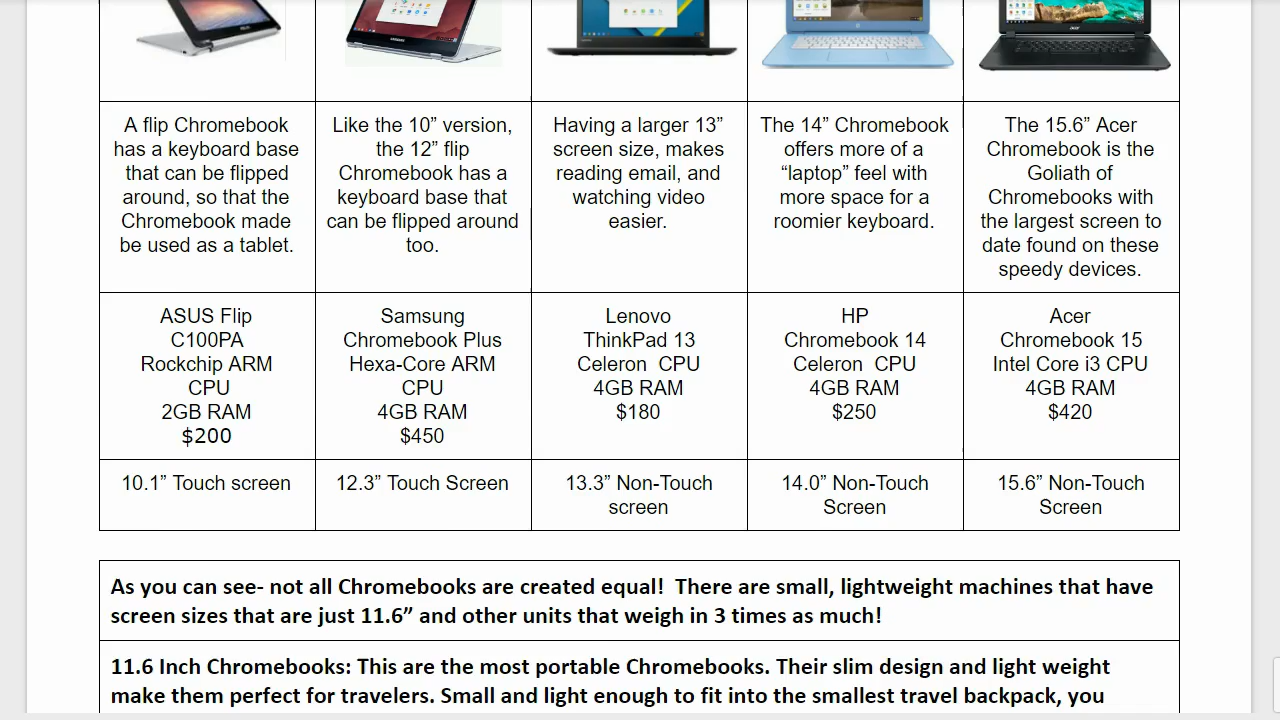 A flip Chromebook
has a keyboard base
that can be flipped
around, so that the
Chromebook made
be used as a tablet.
Like the 10” version,
the 12” flip
Chromebook has a
keyboard base that
can be flipped around
too.
Having a larger 13”
screen size, makes
reading email, and
watching video
easier.
The 14” Chromebook
offers more of a
“laptop” feel with
more space for a
roomier keyboard.
The 15.6” Acer
Chromebook is the
Goliath of
Chromebooks with
the largest screen to
date found on these
speedy devices.
ASUS Flip
C100PA
Rockchip ARM
CPU
2GB RAM
$200
Samsung
Chromebook Plus
Hexa-Core ARM
CPU
4GB RAM
$450
Lenovo
ThinkPad 13
Celeron  CPU
4GB RAM
$180
HP
Chromebook 14
Celeron  CPU
4GB RAM
$250
Acer
Chromebook 15
Intel Core i3 CPU
4GB RAM
$420
10.1” Touch screen
12.3” Touch Screen
13.3” Non-Touch
screen
14.0” Non-Touch
Screen
15.6” Non-Touch
Screen
As you can see- not all Chromebooks are created equal!  There are small, lightweight machines that have
screen sizes that are just 11.6” and other units that weigh in 3 times as much!
11.6 Inch Chromebooks: This are the most portable Chromebooks. Their slim design and light weight
make them perfect for travelers. Small and light enough to fit into the smallest travel backpack, you